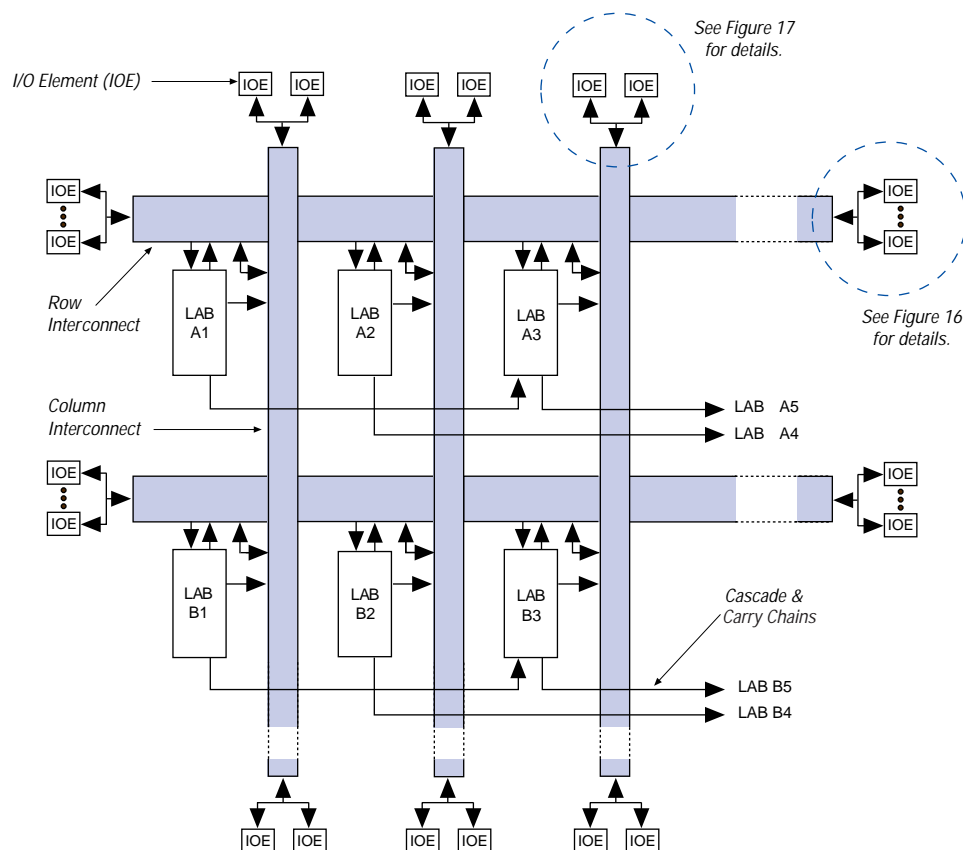 See Figure 17
for details.
I/O Element (IOE)
IOE IOE IOE IOE IOE IOE
IOE
IOE
IOE
IOE
Row
Interconnect
LAB
A1
LAB
A2
LAB
A3
See Figure 16
for details.
Column
Interconnect
LAB A5
LAB A4
IOE
IOE
IOE
IOE
LAB
B1
LAB
B2
LAB
B3
Cascade &
Carry Chains
LAB B5
LAB B4
IOE IOE IOE IOE IOE IOE